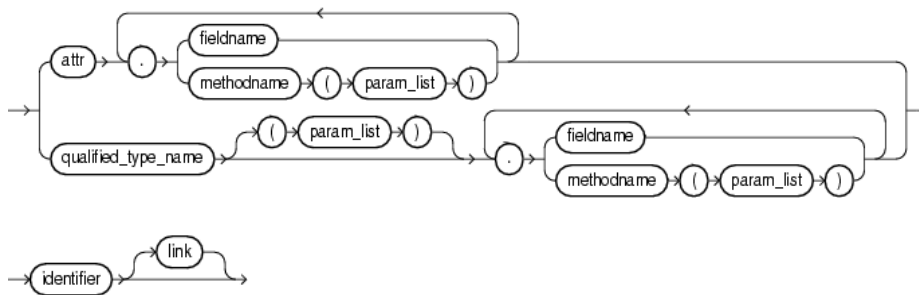 fieldname
attr .
methodname ( param_list )
( param_list ) fieldname
qualified_type_name .
methodname ( param_list )
link
identifier